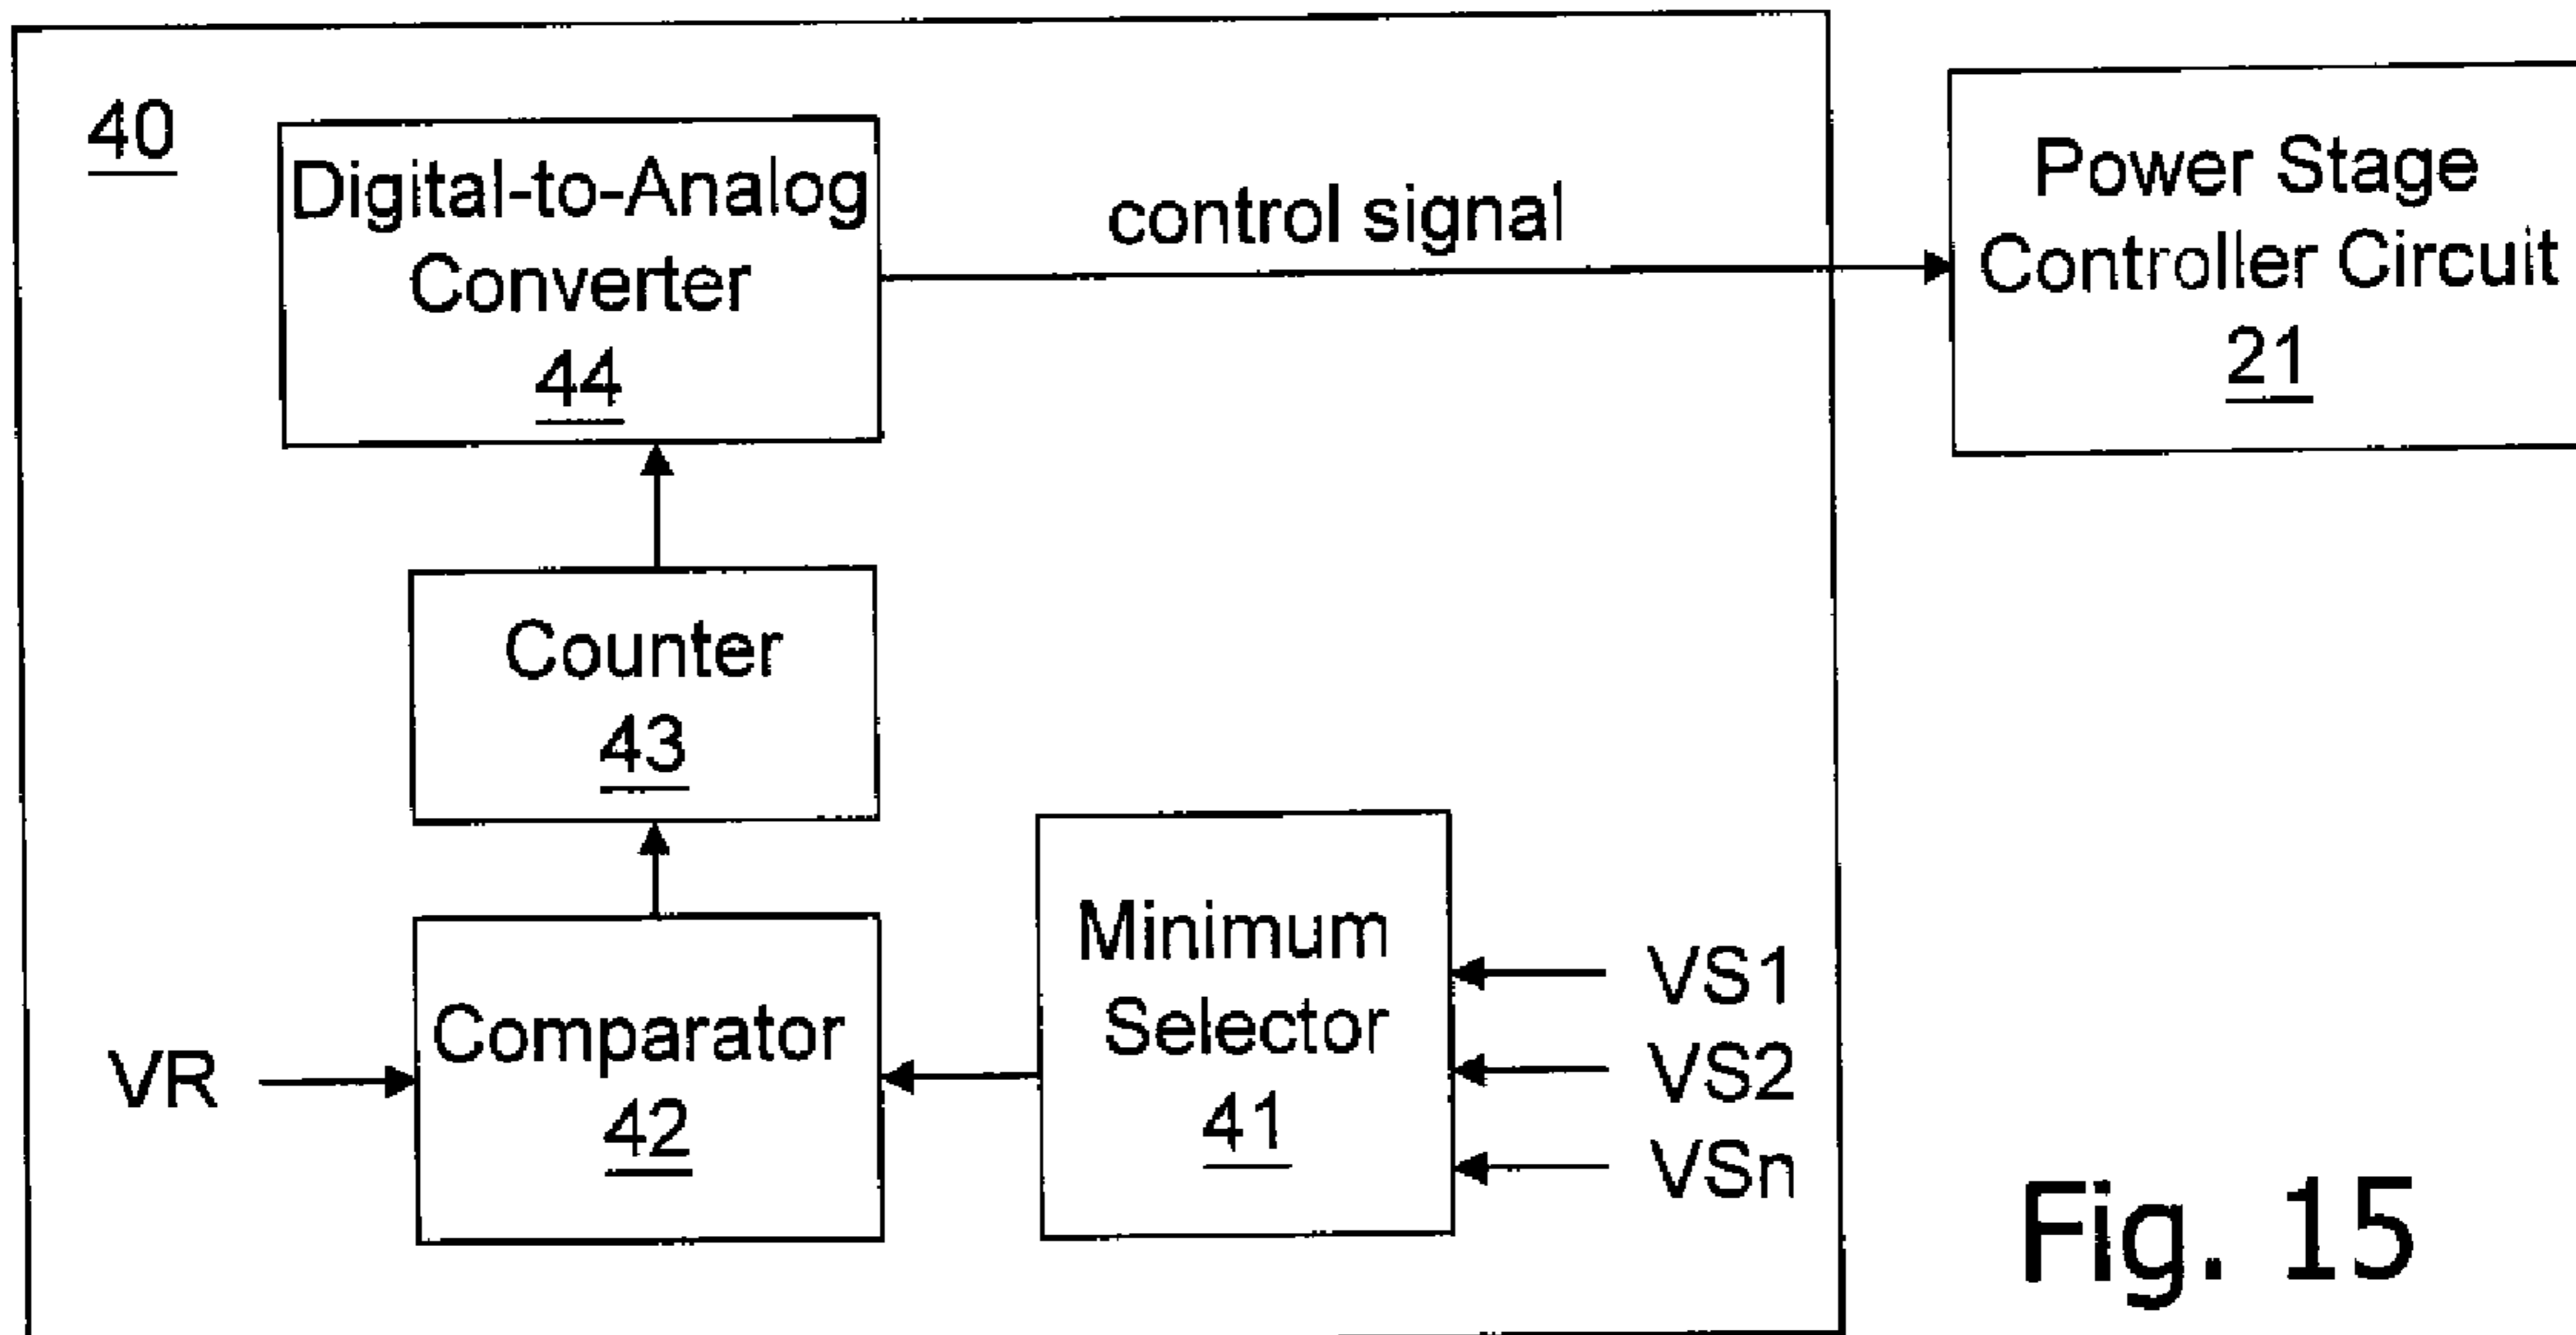 40
Digital-to-Analog
Converter
44
control signal
Power Stage
Controller Circuit
21
Counter
43
VR
Comparator
42
Minimum
Selector
41
VS1
VS2
VSn
Fig. 15